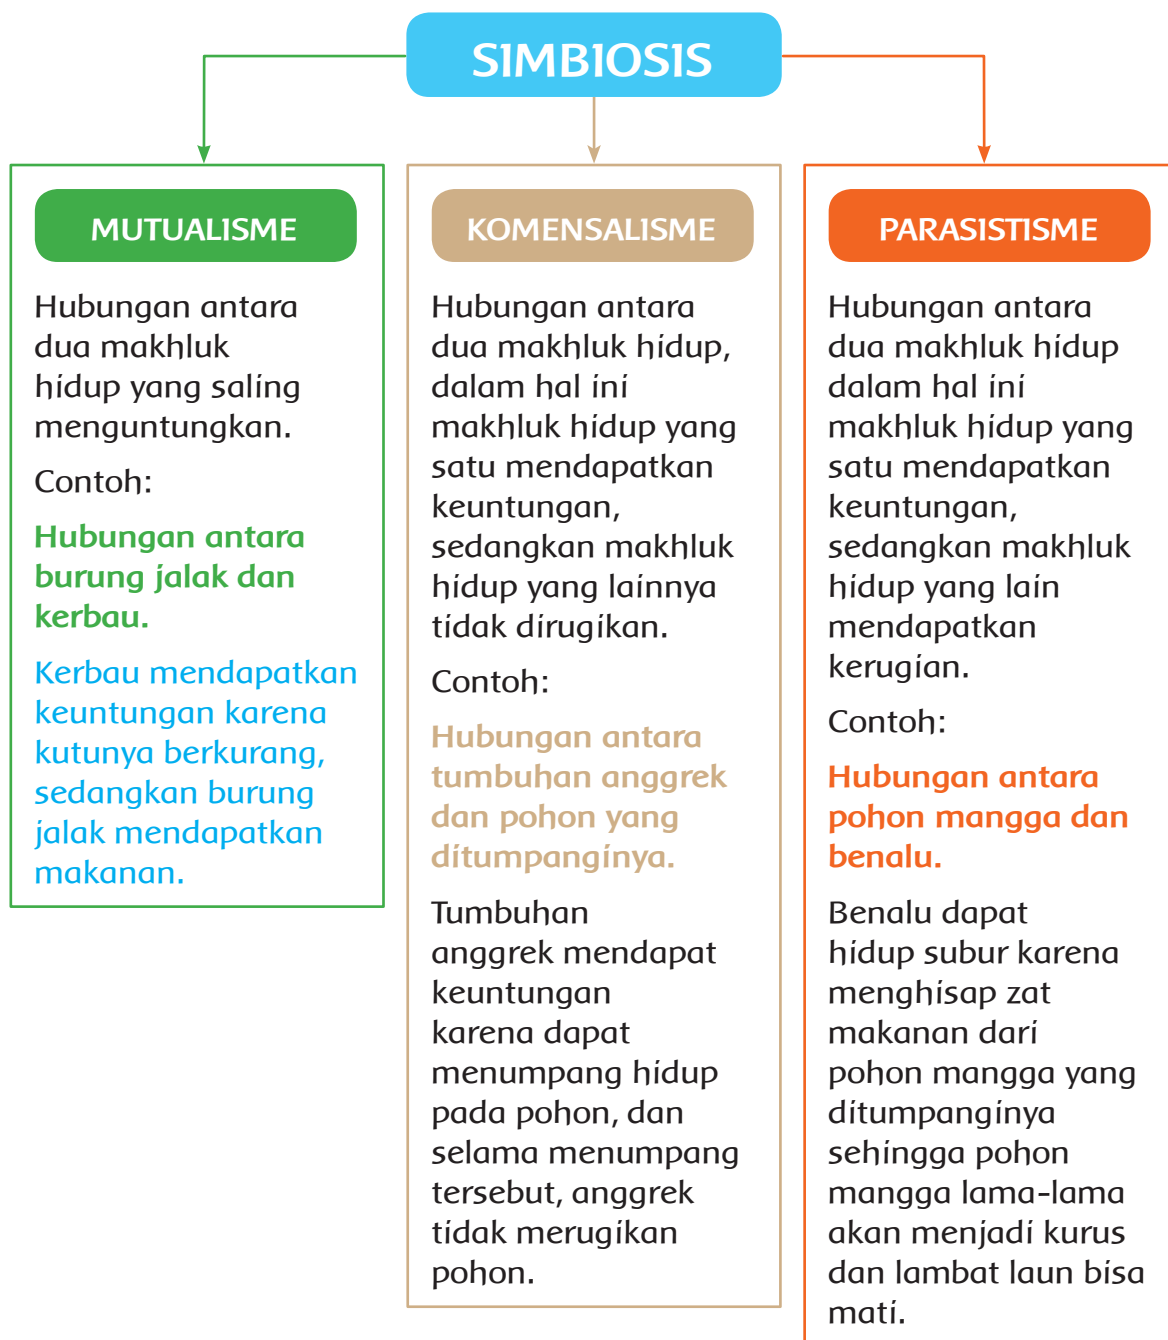 SIMBIOSIS
MUTUALISME
Hubungan antara
dua makhluk
hidup yang saling
menguntungkan.
Contoh:
Hubungan antara
burung jalak dan
kerbau.
Kerbau mendapatkan
keuntungan karena
kutunya berkurang,
sedangkan burung
jalak mendapatkan
makanan.
KOMENSALISME
Hubungan antara
dua makhluk hidup,
dalam hal ini
makhluk hidup yang
satu mendapatkan
keuntungan,
sedangkan makhluk
hidup yang lainnya
tidak dirugikan.
Contoh:
Hubungan antara
tumbuhan anggrek
dan pohon yang
ditumpanginya.
Tumbuhan
anggrek mendapat
keuntungan
karena dapat
menumpang hidup
pada pohon, dan
selama menumpang
tersebut, anggrek
tidak merugikan
pohon.
PARASISTISME
Hubungan antara
dua makhluk hidup
dalam hal ini
makhluk hidup yang
satu mendapatkan
keuntungan,
sedangkan makhluk
hidup yang lain
mendapatkan
kerugian.
Contoh:
Hubungan antara
pohon mangga dan
benalu.
Benalu dapat
hidup subur karena
menghisap zat
makanan dari
pohon mangga yang
ditumpanginya
sehingga pohon
mangga lama-lama
akan menjadi kurus
dan lambat laun bisa
mati.